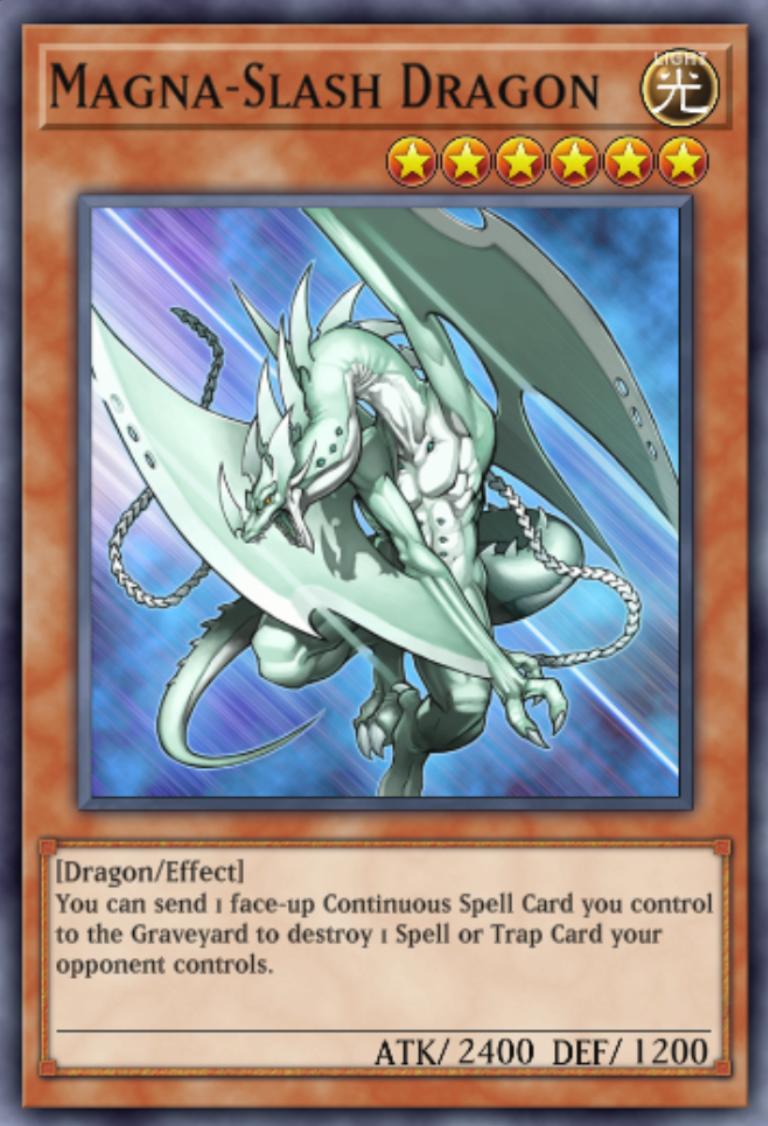 Magna-Slash Dragon
LIGHT
光
[Dragon/Effect]
You can send 1 face-up Continuous Spell Card you control
to the Graveyard to destroy 1 Spell or Trap Card your
opponent controls.
ATK/ 2400 DEF/ 1200